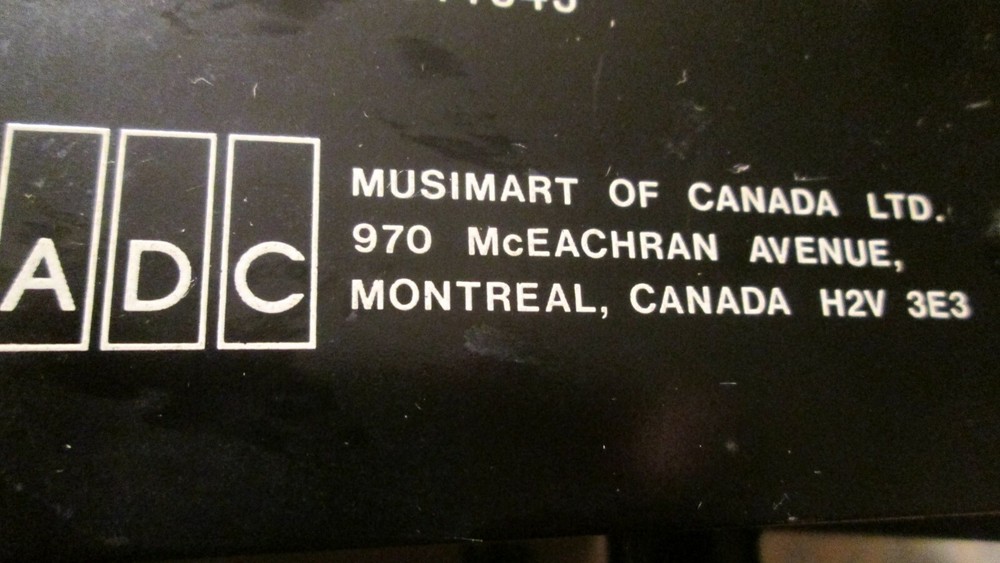 ADC
MUSIMART OF CANADA LTD.
970 McEACHRAN AVENUE,
MONTREAL, CANADA H2V 3E3